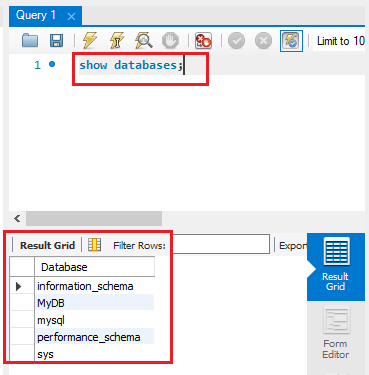 Query 1
Limit to 10
1
show databases;
Result Grid
Filter Rows:
Export
Database
information_schema
MyDB
mysql
performance_schema
sys
Result
Grid
Form
Editor